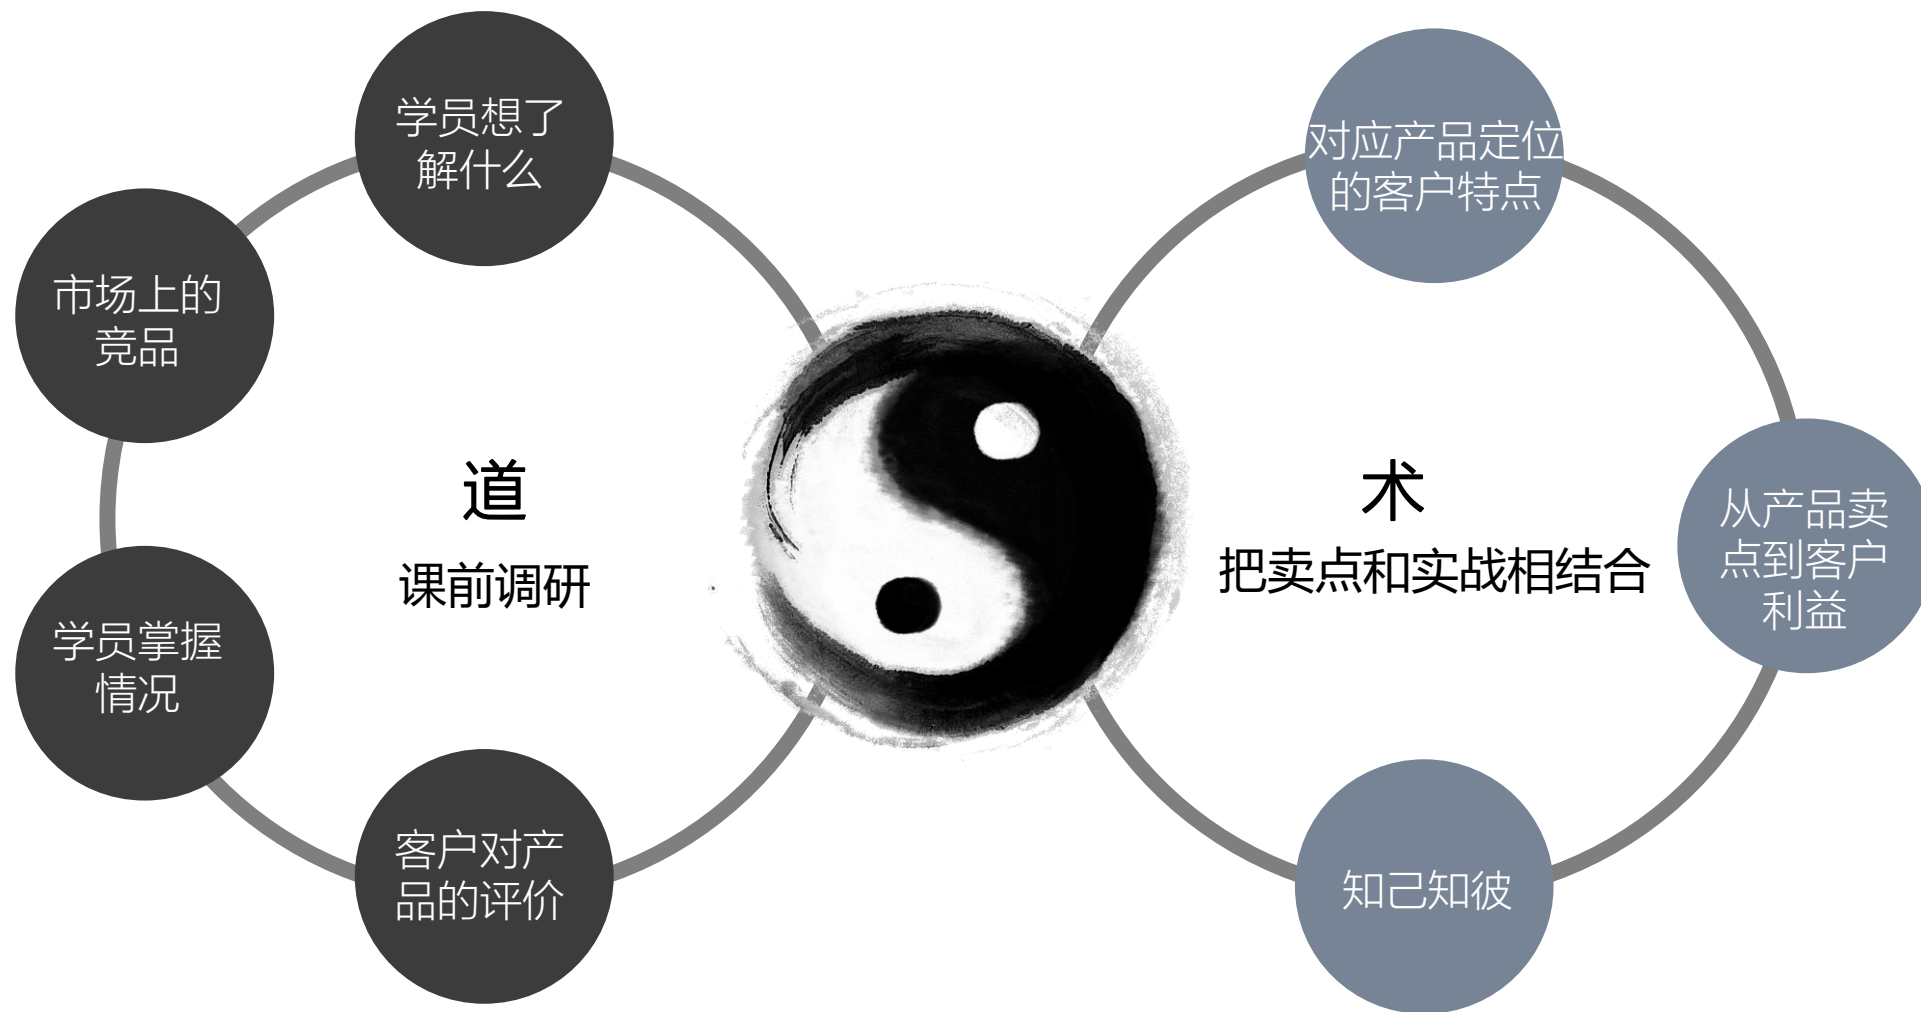 学员想了
解什么
市场上的
竞品
道
课前调研
学员掌握
情况
客户对产
品的评价
对应产品定位
的客户特点
术
把卖点和实战相结合
从产品卖
点到客户
利益
知己知彼